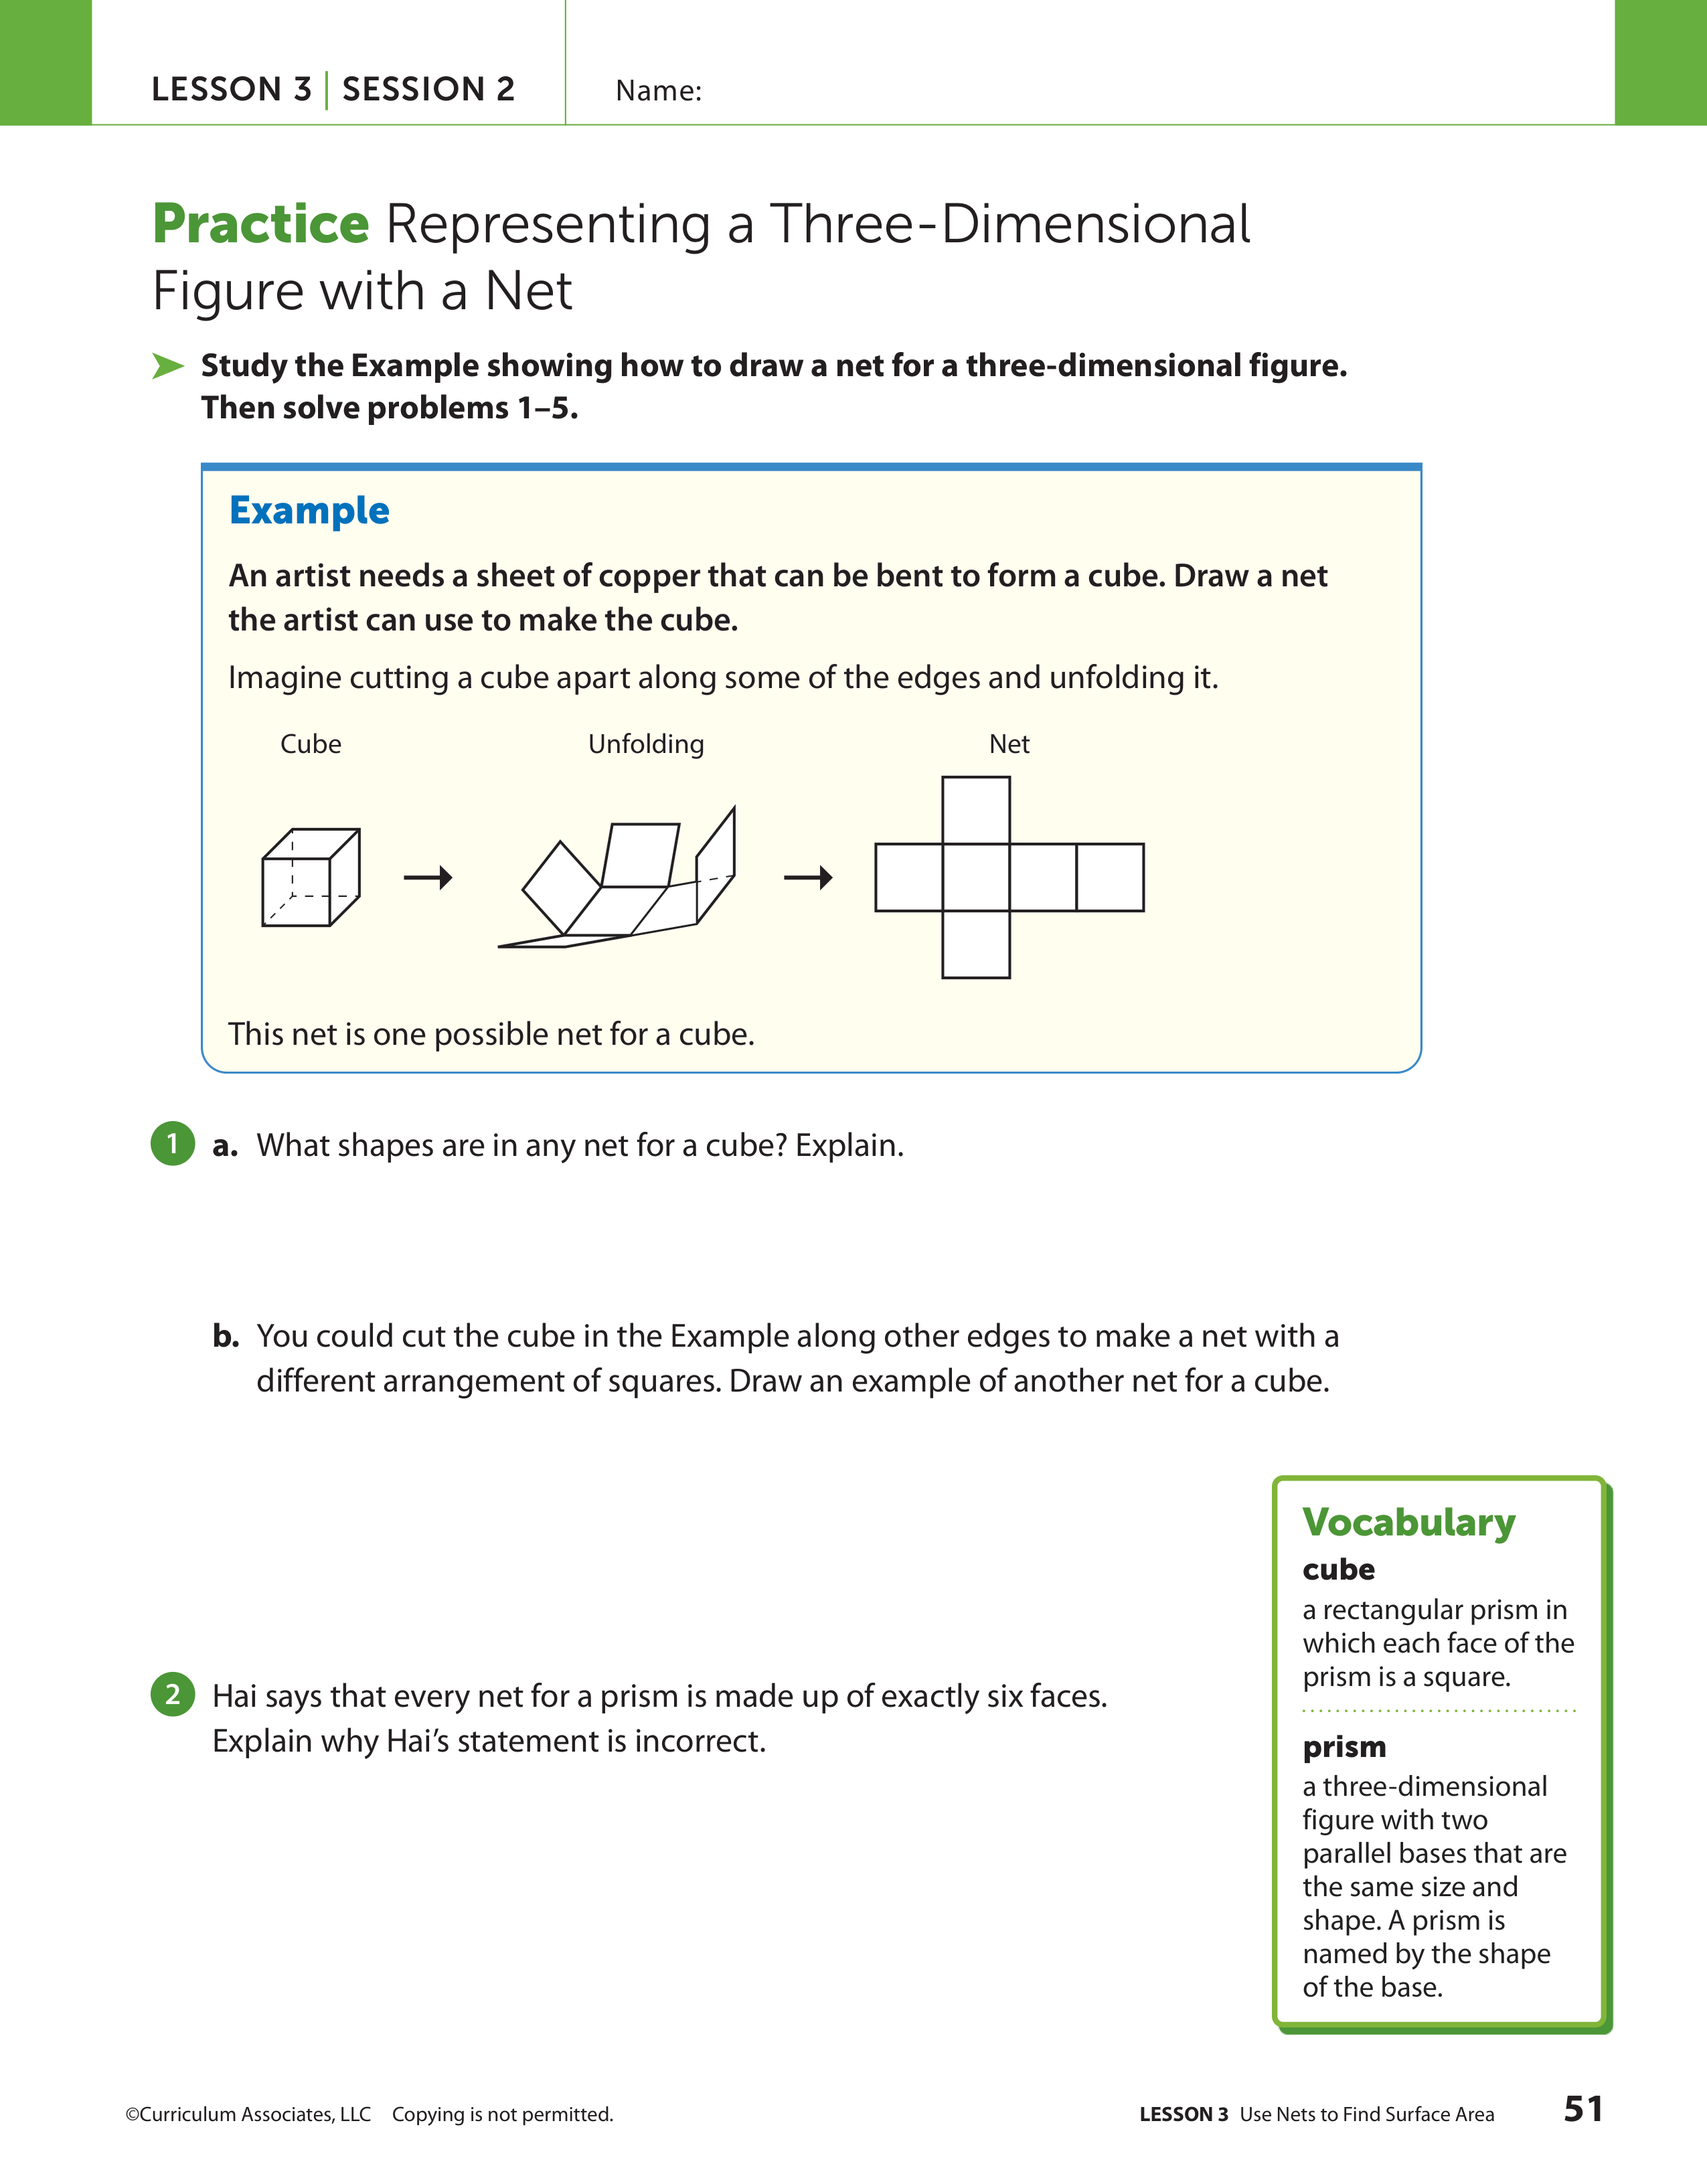 LESSON 3 | SESSION 2
Name:
Practice Representing a Three-Dimensional
Figure with a Net
Study the Example showing how to draw a net for a three-dimensional figure.
Then solve problems 1–5.
Example
An artist needs a sheet of copper that can be bent to form a cube. Draw a net
the artist can use to make the cube.
Imagine cutting a cube apart along some of the edges and unfolding it.
Cube
Unfolding
Net
This net is one possible net for a cube.
1 a. What shapes are in any net for a cube? Explain.
b. You could cut the cube in the Example along other edges to make a net with a
different arrangement of squares. Draw an example of another net for a cube.
2 Hai says that every net for a prism is made up of exactly six faces.
Explain why Hai’s statement is incorrect.
Vocabulary
cube
a rectangular prism in
which each face of the
prism is a square.
prism
a three-dimensional
figure with two
parallel bases that are
the same size and
shape. A prism is
named by the shape
of the base.
©Curriculum Associates, LLC Copying is not permitted.
LESSON 3 Use Nets to Find Surface Area
51